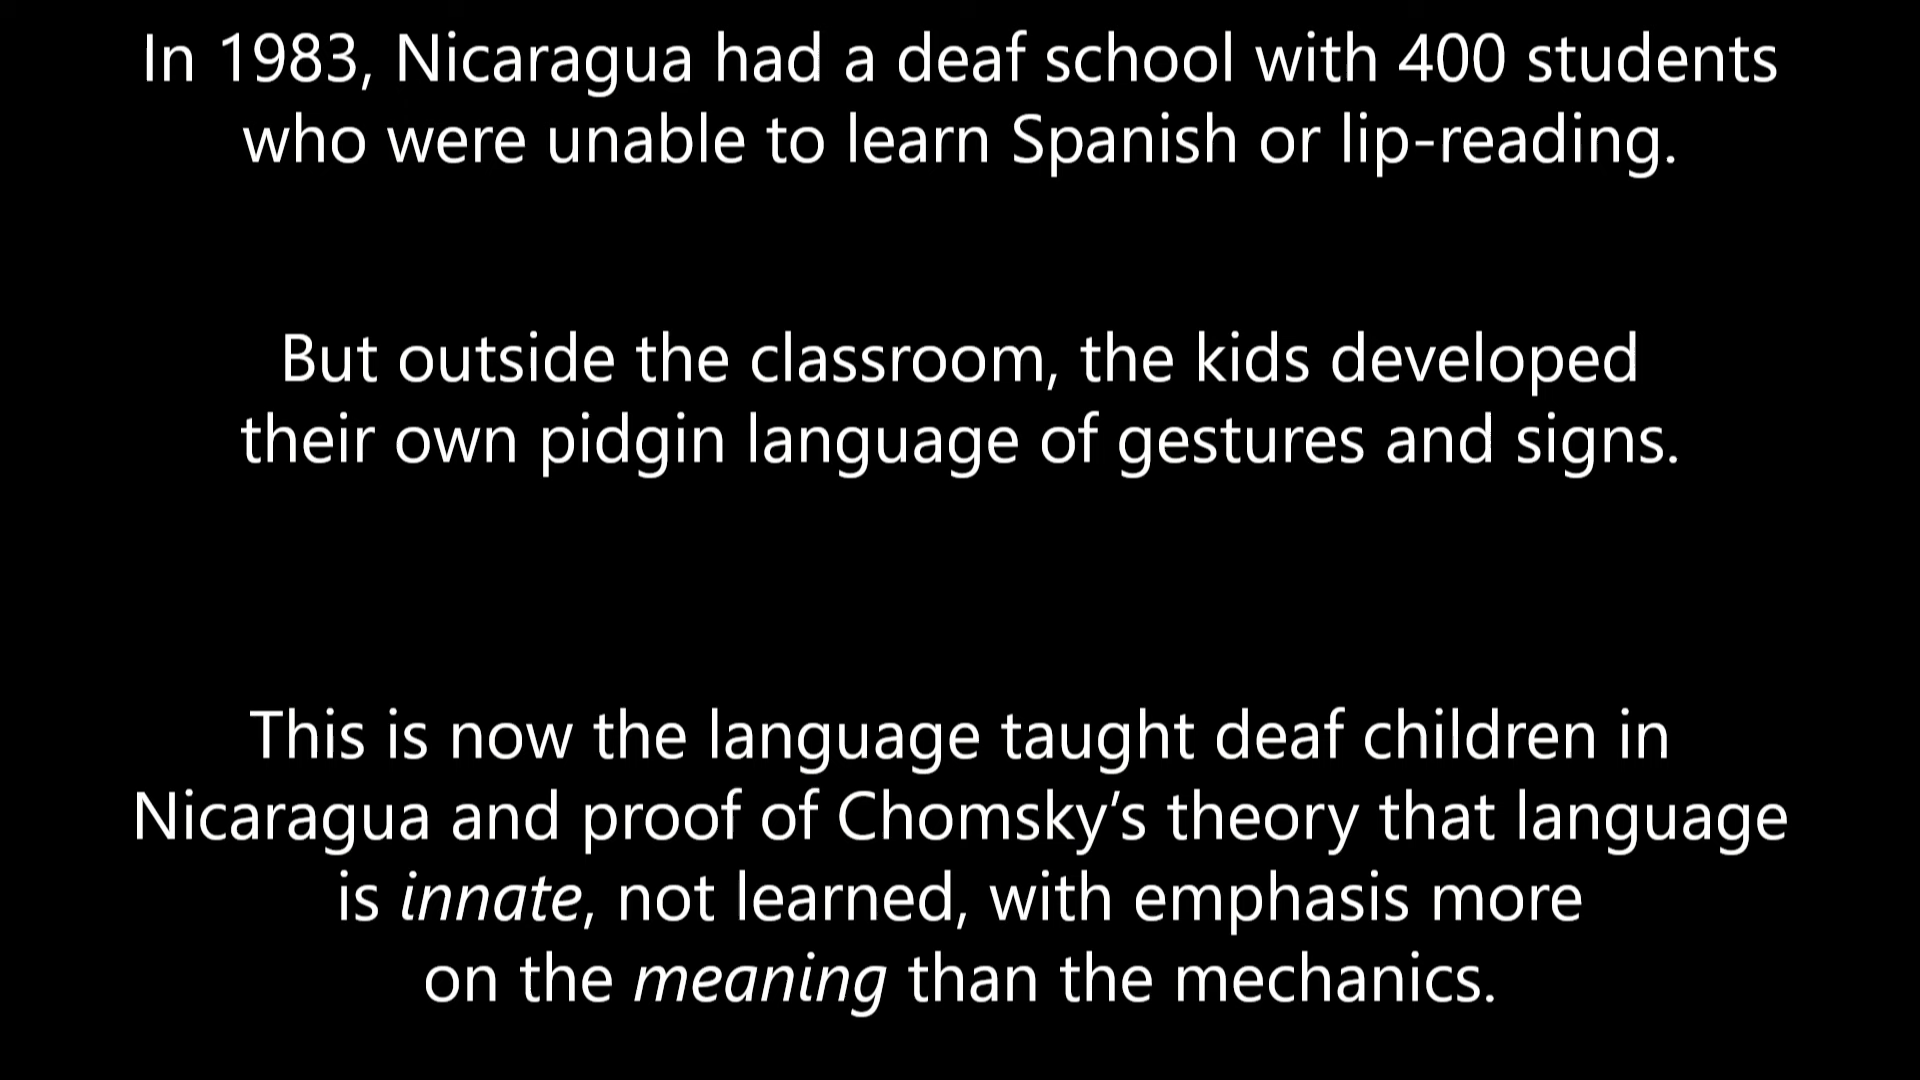 In 1983, Nicaragua had a deaf school with 400 students
who were unable to learn Spanish or lip-reading.
But outside the classroom, the kids developed
their own pidgin language of gestures and signs.
This is now the language taught deaf children in
Nicaragua and proof of Chomsky’s theory that language
is innate, not learned, with emphasis more
on the meaning than the mechanics.